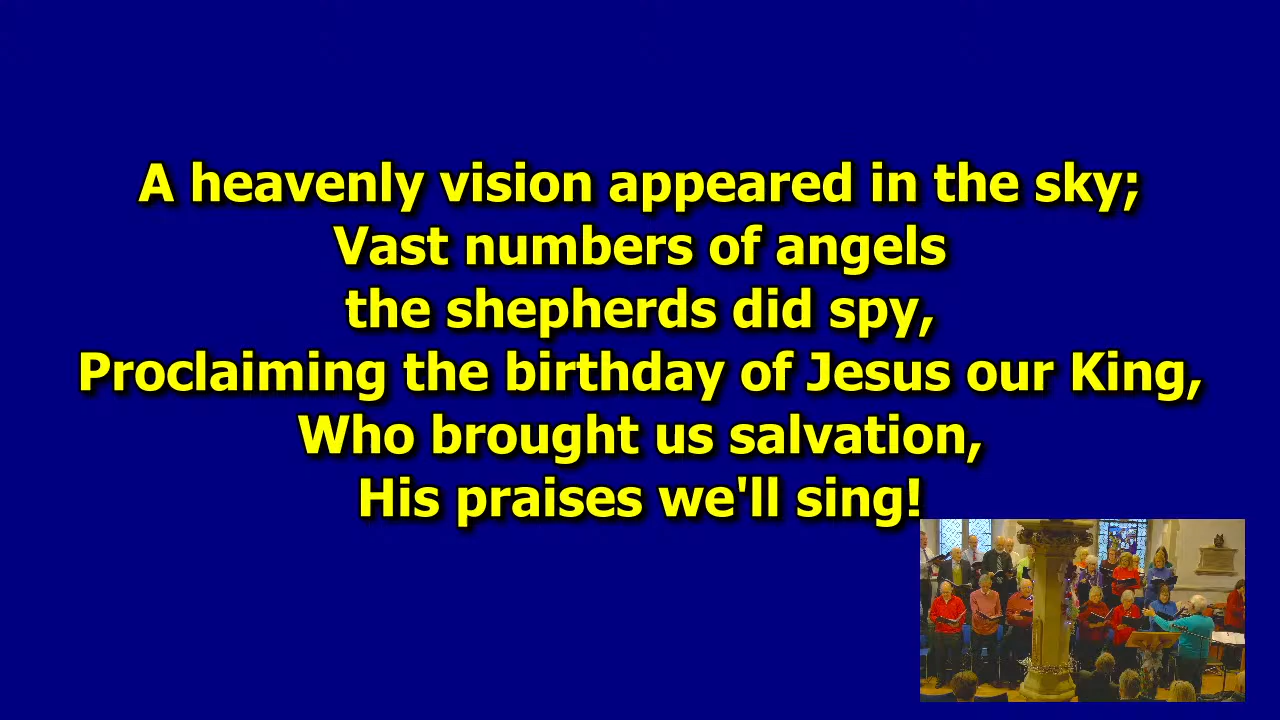 A heavenly vision appeared in the sky;
Vast numbers of angels
the shepherds did spy,
Proclaiming the birthday of Jesus our King,
Who brought us salvation,
His praises we'll sing!